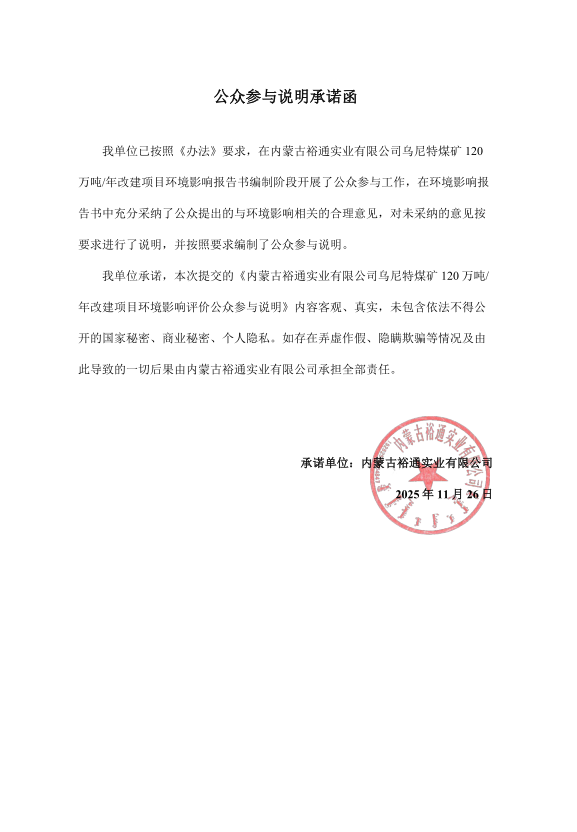 公众参与说明承诺函
我单位已按照《办法》要求，在内蒙古裕通实业有限公司乌尼特煤矿 120
万吨/年改建项目环境影响报告书编制阶段开展了公众参与工作，在环境影响报
告书中充分采纳了公众提出的与环境影响相关的合理意见，对未采纳的意见按
要求进行了说明，并按照要求编制了公众参与说明。
我单位承诺，本次提交的《内蒙古裕通实业有限公司乌尼特煤矿 120 万吨/
年改建项目环境影响评价公众参与说明》内容客观、真实，未包含依法不得公
开的国家秘密、商业秘密、个人隐私。如存在弄虚作假、隐瞒欺骗等情况及由
此导致的一切后果由内蒙古裕通实业有限公司承担全部责任。
承诺单位：内蒙古裕通实业有限公司
2025 年 11 月 26 日
内蒙古裕通实业有限公司